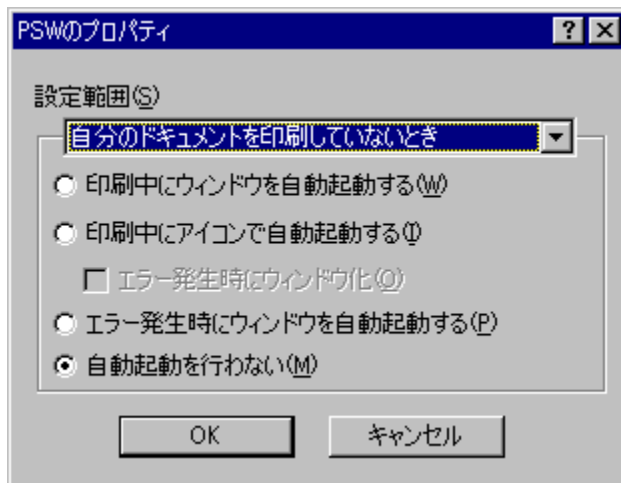 PSWのプロパティ
設定範囲(S)
自分のドキュメントを印刷していないとき
印刷中にウィンドウを自動起動する(W)
印刷中にアイコンで自動起動する(I)
エラー発生時にウィンドウ化(O)
エラー発生時にウィンドウを自動起動する(P)
自動起動を行わない(M)
OK
キャンセル